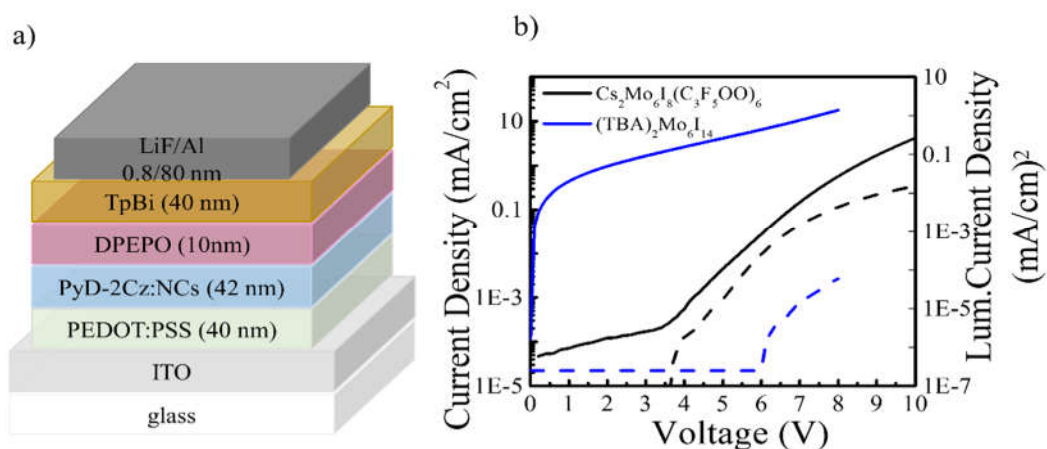 a)
LiF/Al
0.8/80 nm
TpBi (40 nm)
DPEPO (10nm)
PyD-2Cz:NCs (42 nm)
PEDOT:PSS (40 nm)
ITO
glass
b)
Current Density (mA/cm²)
10
0.1
1E-3
1E-5
Cs₂Mo₆I₈(C₃F₅OO)₆
(TBA)₂Mo₆I₁₄
10
0.1
1E-3
1E-5
1E-7
Lum.Current Density
(mA/cm)²
0 1 2 3 4 5 6 7 8 9 10
Voltage (V)